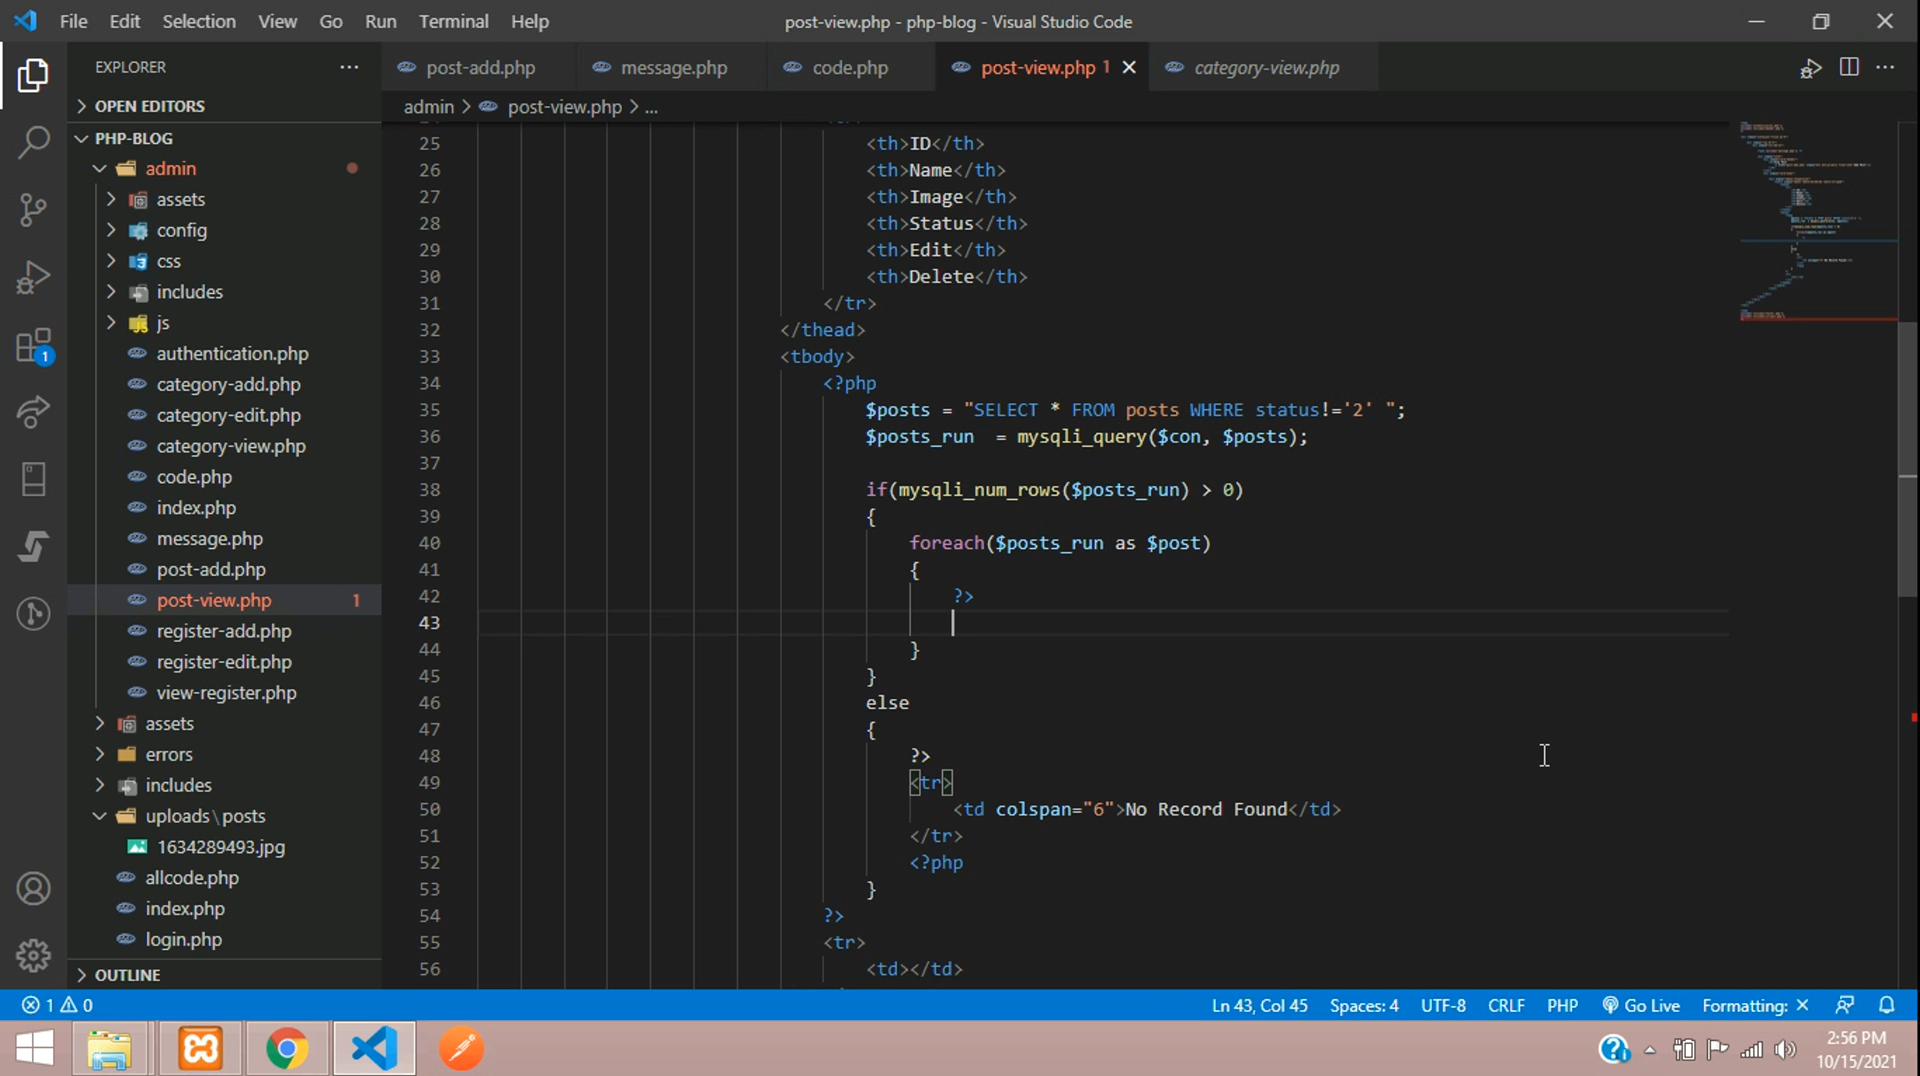 File Edit Selection View Go Run Terminal Help
post-view.php - php-blog - Visual Studio Code
EXPLORER
post-add.php
message.php
code.php
post-view.php 1
category-view.php
OPEN EDITORS
admin > post-view.php > ...
PHP-BLOG
admin
assets
config
css
includes
js
authentication.php
category-add.php
category-edit.php
category-view.php
code.php
index.php
message.php
post-add.php
post-view.php 1
register-add.php
register-edit.php
view-register.php
assets
errors
includes
uploads\posts
1634289493.jpg
allcode.php
index.php
login.php
OUTLINE
25 <th>ID</th>
26 <th>Name</th>
27 <th>Image</th>
28 <th>Status</th>
29 <th>Edit</th>
30 <th>Delete</th>
31 </tr>
32 </thead>
33 <tbody>
34 <?php
35 $posts = "SELECT * FROM posts WHERE status!='2' ";
36 $posts_run  = mysqli_query($con, $posts);
37
38 if(mysqli_num_rows($posts_run) > 0)
39 {
40 foreach($posts_run as $post)
41 {
42 ?>
43
44 }
45 }
46 else
47 {
48 ?>
49 <tr>
50 <td colspan="6">No Record Found</td>
51 </tr>
52 <?php
53 }
54 ?>
55 <tr>
56 <td></td>
1 0
Ln 43, Col 45 Spaces: 4 UTF-8 CRLF PHP Go Live Formatting: ×
1
2:56 PM
10/15/2021